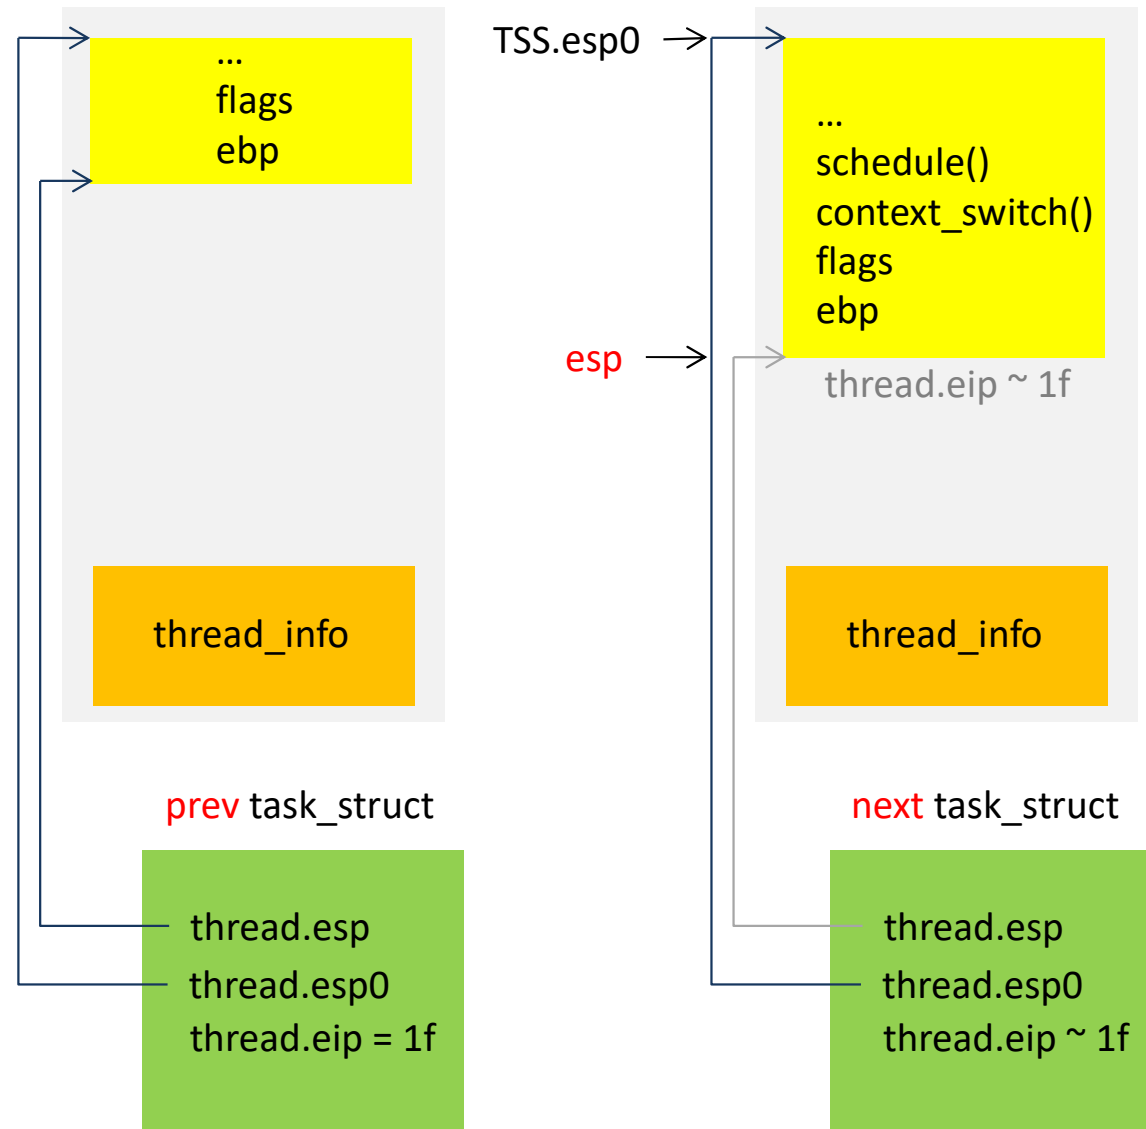 ...
flags
ebp
thread_info
prev task_struct
thread.esp
thread.esp0
thread.eip = 1f
TSS.esp0
...
schedule()
context_switch()
flags
ebp
esp
thread.eip ~ 1f
thread_info
next task_struct
thread.esp
thread.esp0
thread.eip ~ 1f